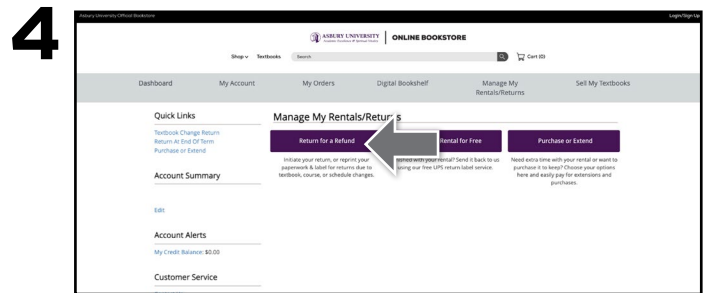 4
Asbury University Official Bookstore
Login/Sign Up
ASBURY UNIVERSITY
ONLINE BOOKSTORE
Shop
Textbooks
Search
Cart (0)
Dashboard
My Account
My Orders
Digital Bookshelf
Manage My
Rentals/Returns
Sell My Textbooks
Quick Links
Textbook Change Return
Return At End Of Term
Purchase or Extend
Account Summary
Edit
Account Alerts
My Credit Balance: $0.00
Customer Service
Manage My Rentals/Returns
Return for a Refund
Initiate your return, or reprint your
paperwork & label for returns due to
textbook, course, or schedule changes.
Rental for Free
with your rental? Send it back to us
using our free UPS return label service.
Purchase or Extend
Need extra time with your rental or want to
purchase it to keep? Choose your options
here and easily pay for extensions and
purchases.